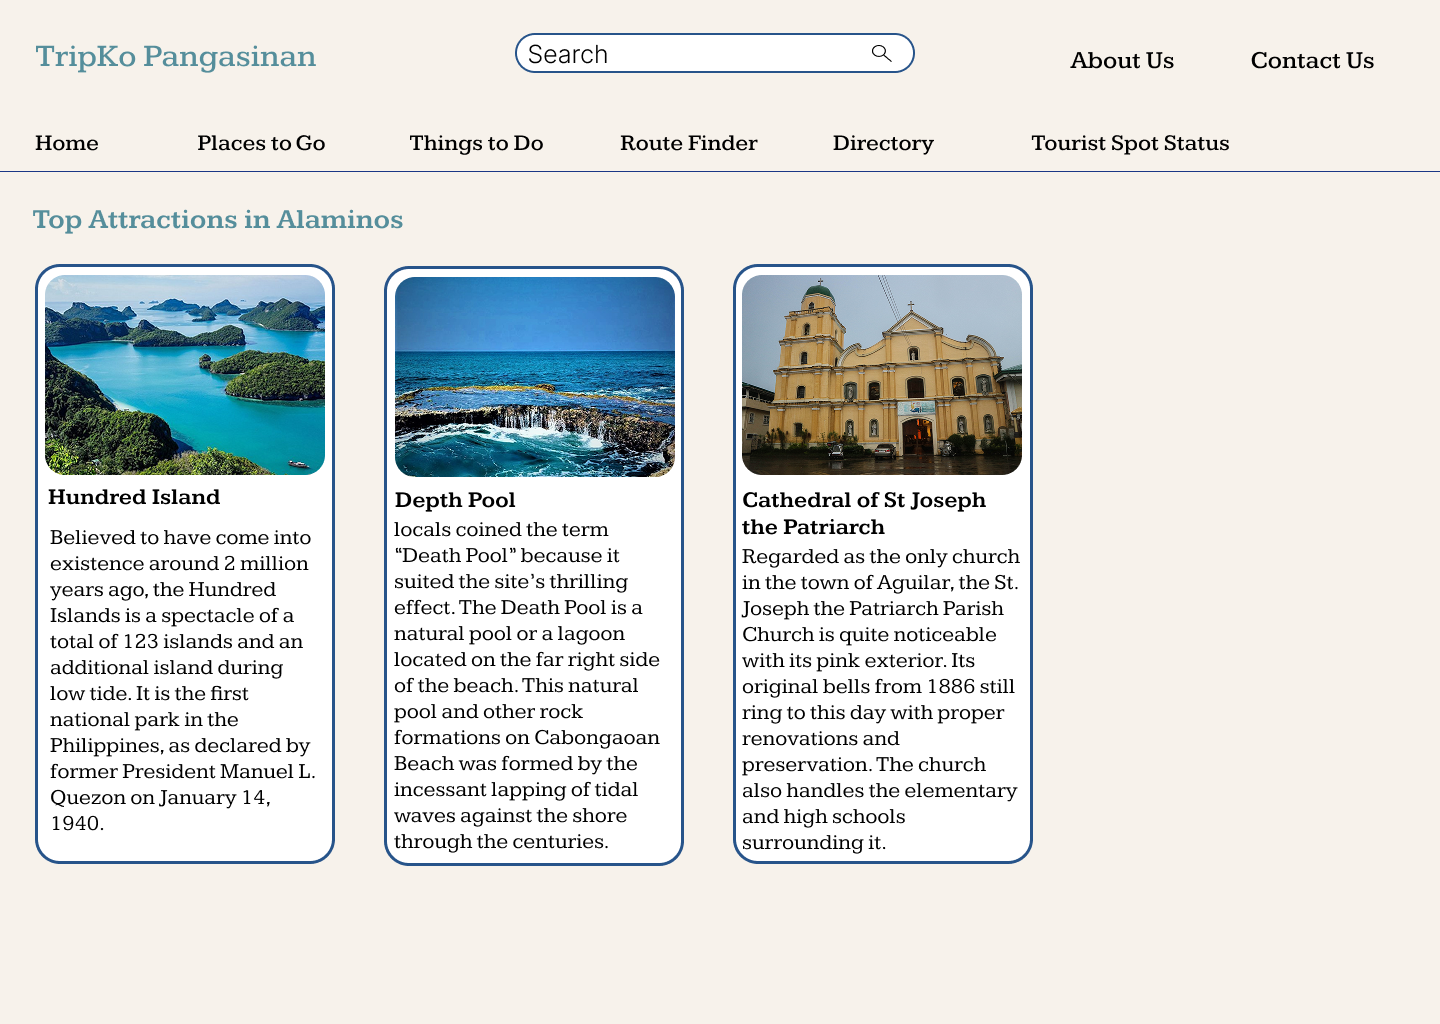 TripKo Pangasinan
Search
About Us
Contact Us
Home
Places to Go
Things to Do
Route Finder
Directory
Tourist Spot Status
Top Attractions in Alaminos
Hundred Island
Believed to have come into
existence around 2 million
years ago, the Hundred
Islands is a spectacle of a
total of 123 islands and an
additional island during
low tide. It is the first
national park in the
Philippines, as declared by
former President Manuel L.
Quezon on January 14,
1940.
Depth Pool
locals coined the term
“Death Pool” because it
suited the site’s thrilling
effect. The Death Pool is a
natural pool or a lagoon
located on the far right side
of the beach. This natural
pool and other rock
formations on Cabongaoan
Beach was formed by the
incessant lapping of tidal
waves against the shore
through the centuries.
Cathedral of St Joseph
the Patriarch
Regarded as the only church
in the town of Aguilar, the St.
Joseph the Patriarch Parish
Church is quite noticeable
with its pink exterior. Its
original bells from 1886 still
ring to this day with proper
renovations and
preservation. The church
also handles the elementary
and high schools
surrounding it.